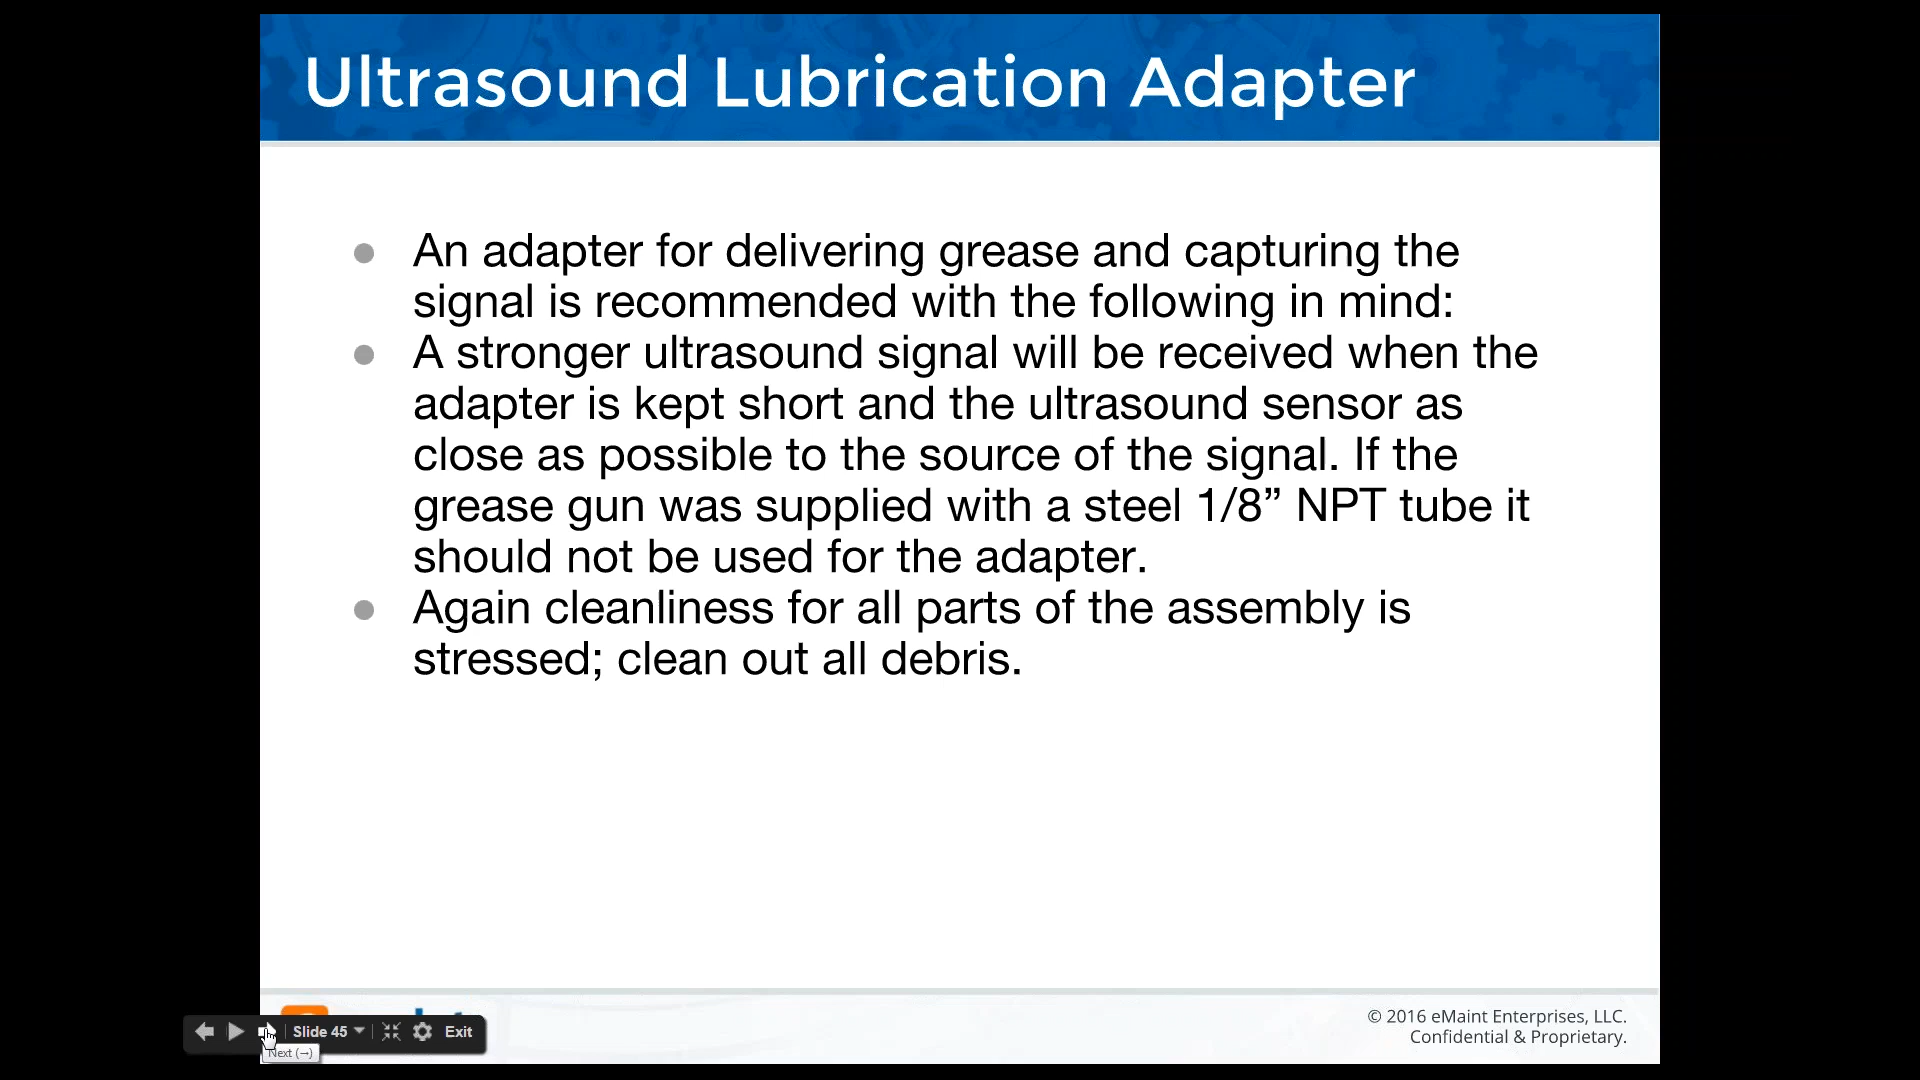 Ultrasound Lubrication Adapter
An adapter for delivering grease and capturing the
signal is recommended with the following in mind:
A stronger ultrasound signal will be received when the
adapter is kept short and the ultrasound sensor as
close as possible to the source of the signal. If the
grease gun was supplied with a steel 1/8” NPT tube it
should not be used for the adapter.
Again cleanliness for all parts of the assembly is
stressed; clean out all debris.
© 2016 eMaint Enterprises, LLC.
Confidential & Proprietary.
Slide 45
Exit
Next (→)